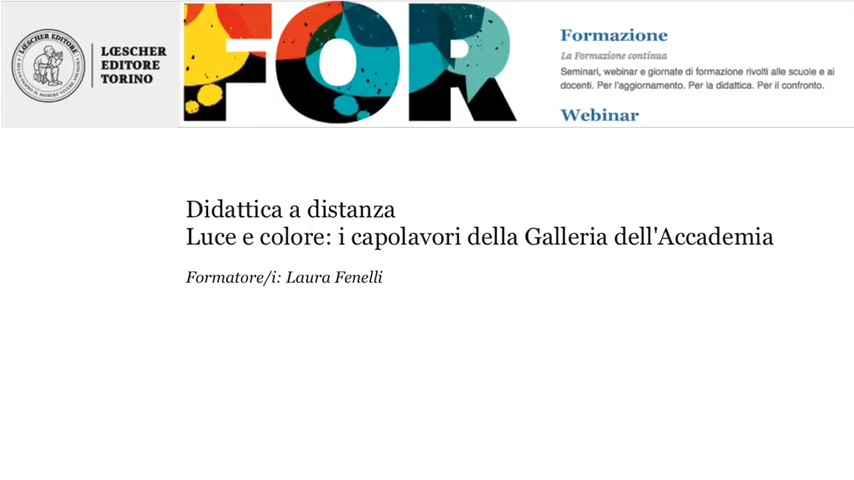 LŒSCHER EDITORE
LŒSCHER
EDITORE
TORINO
FOR
Formazione
La Formazione continua
Seminari, webinar e giornate di formazione rivolti alle scuole e ai
docenti. Per l'aggiornamento. Per la didattica. Per il confronto.
Webinar
Didattica a distanza
Luce e colore: i capolavori della Galleria dell'Accademia
Formatore/i: Laura Fenelli